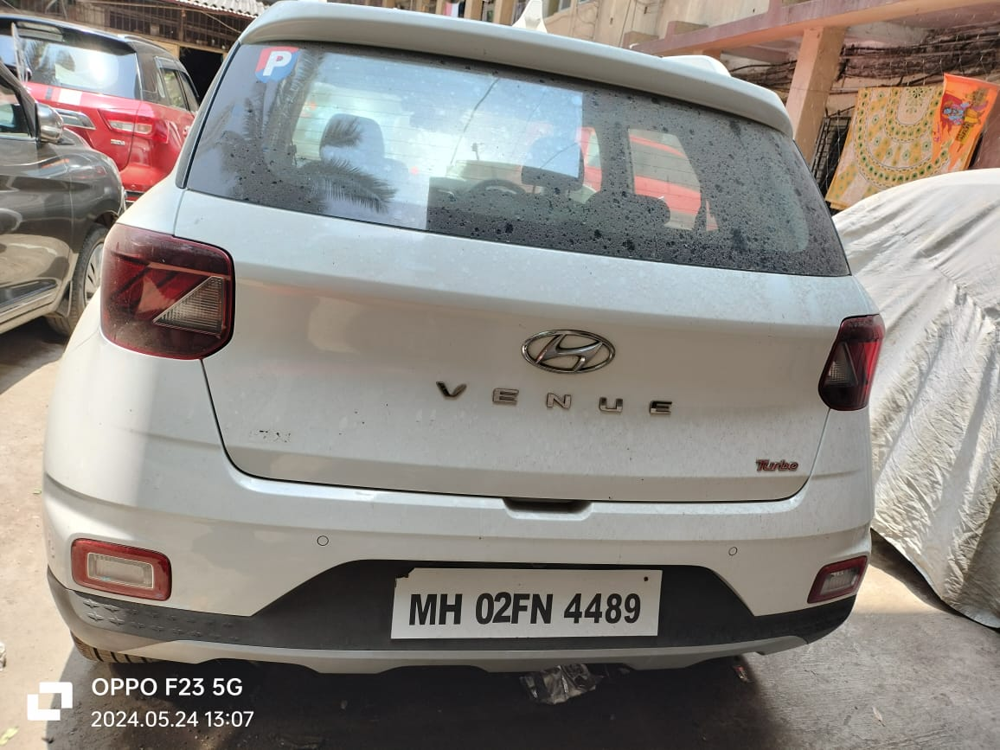 P
VENUE
Turbo
MH 02FN 4489
OPPO F23 5G
2024.05.24 13:07